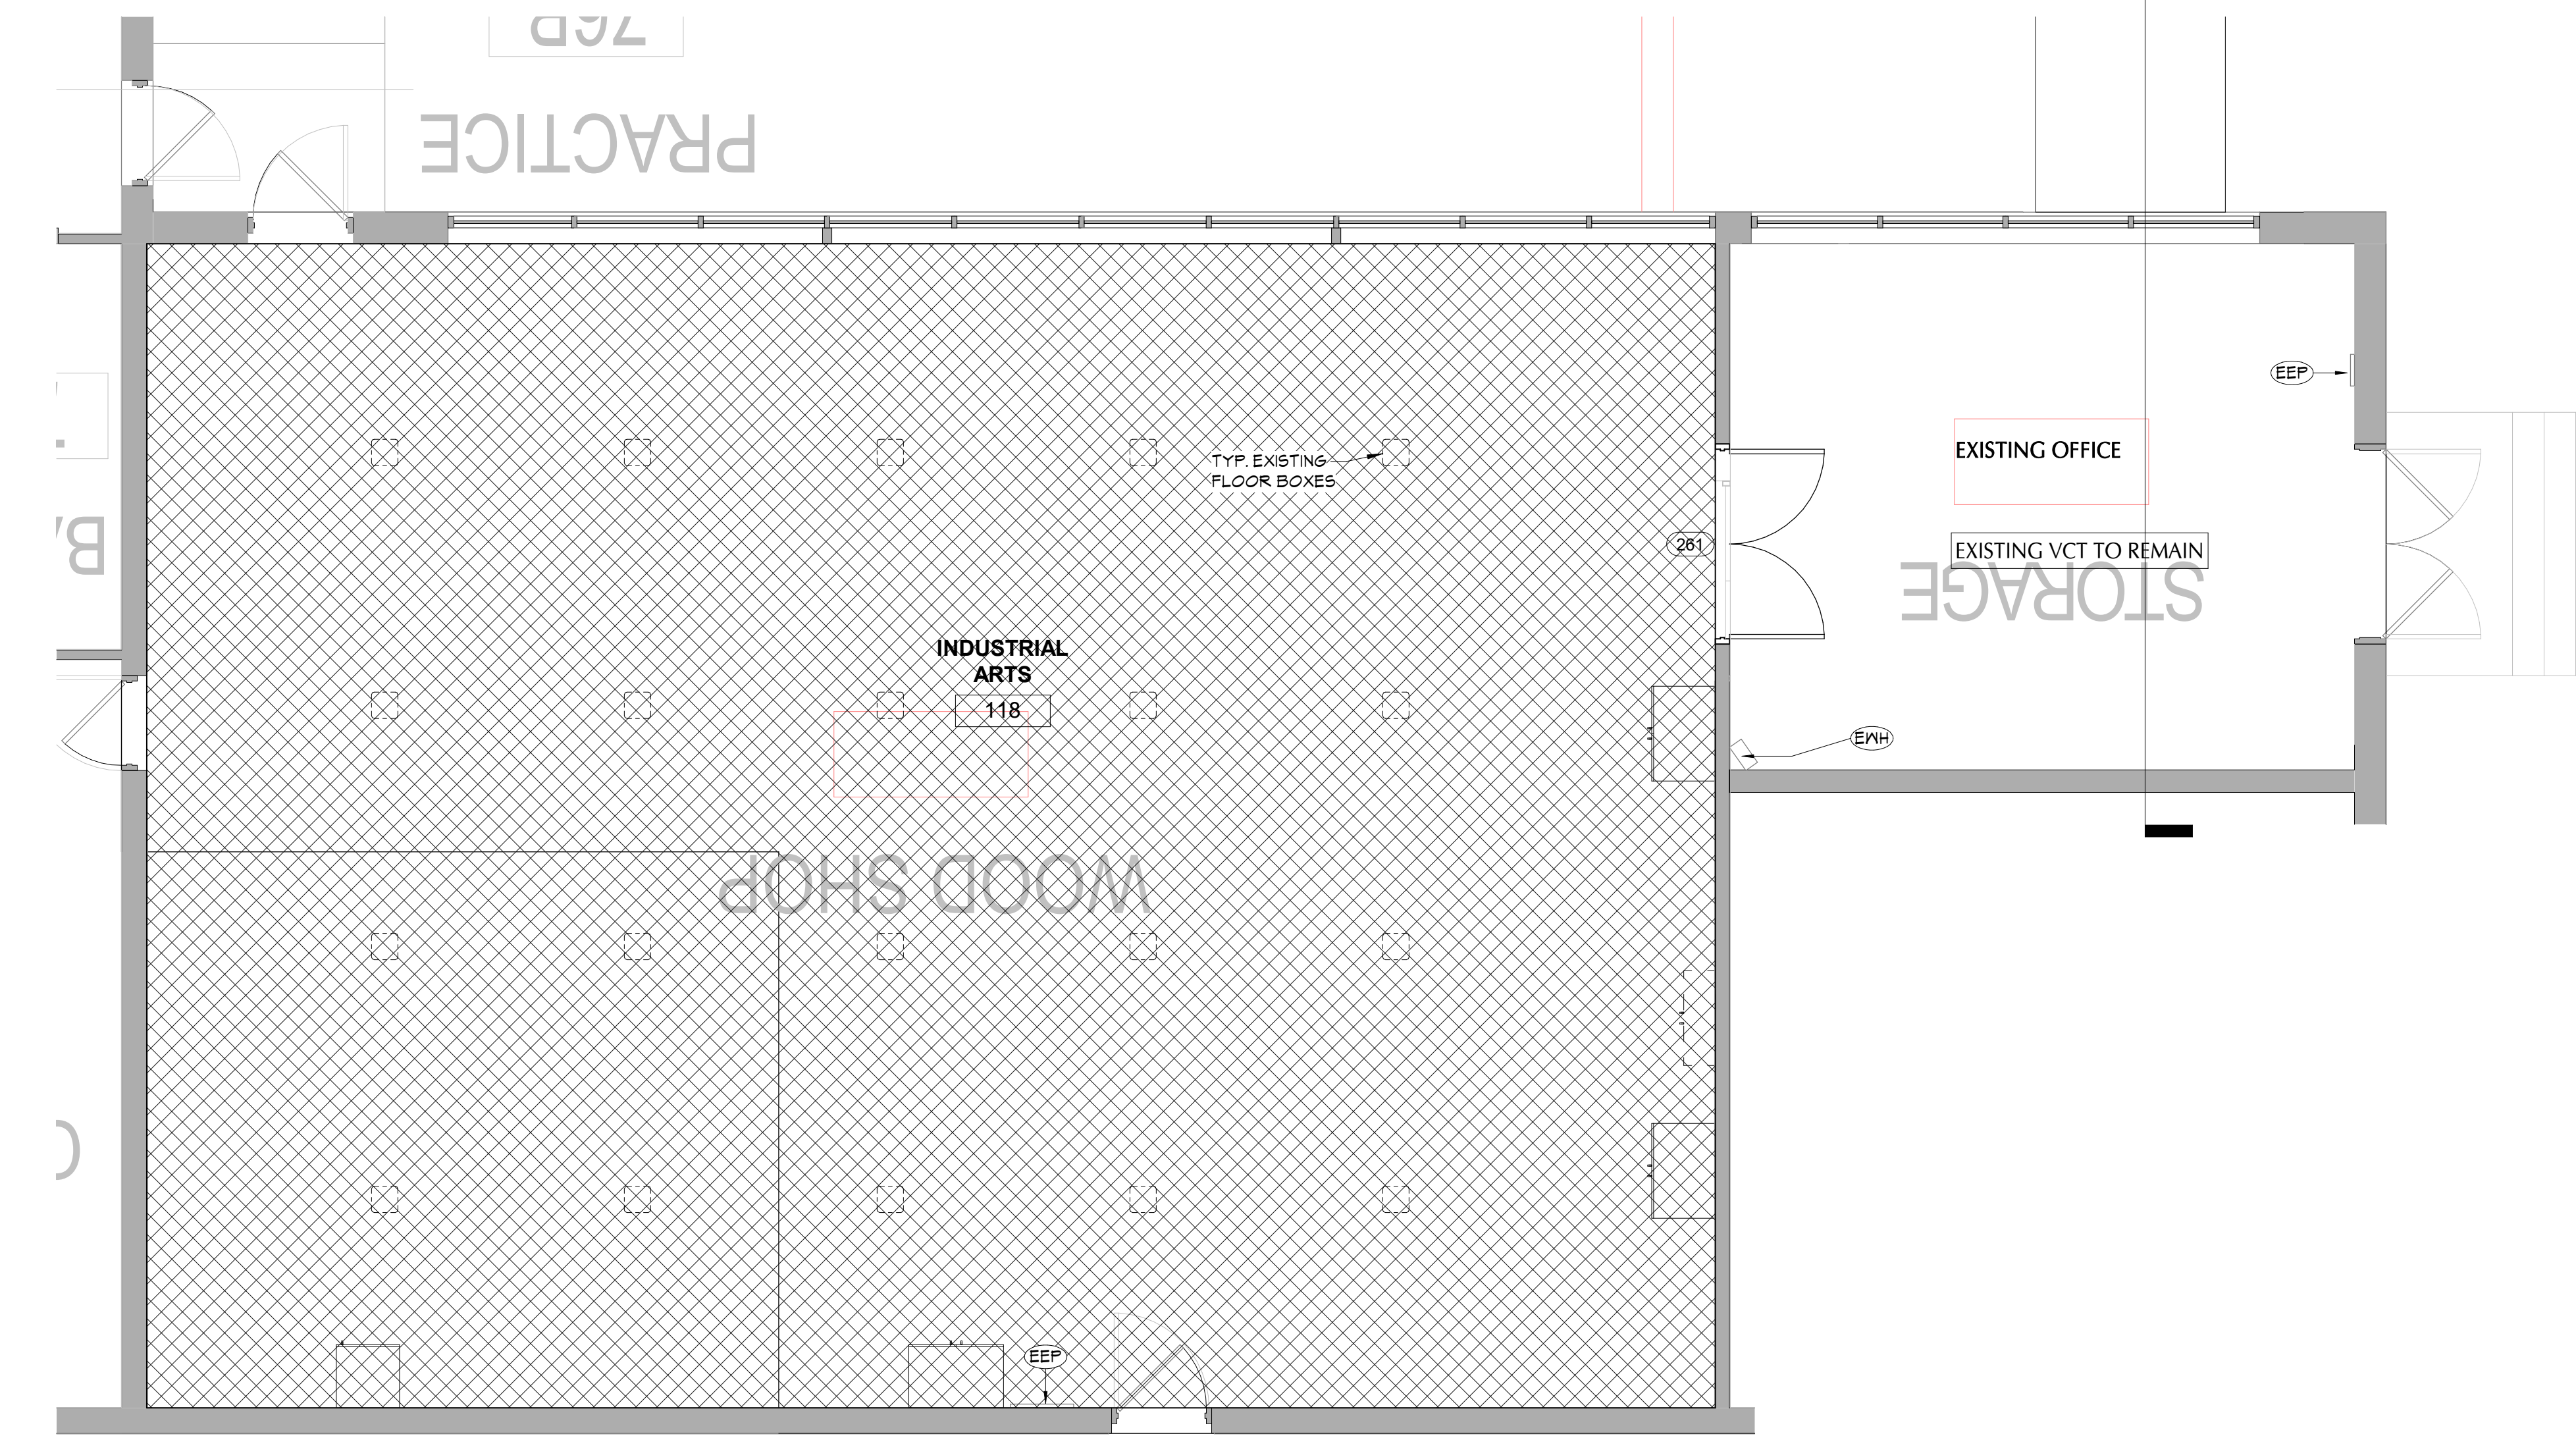 76R
PRACTICE
EEP
TYP. EXISTING
FLOOR BOXES
EXISTING OFFICE
261
EXISTING VCT TO REMAIN
STORAGE
INDUSTRIAL
ARTS
118
EWH
WOOD SHOP
EEP